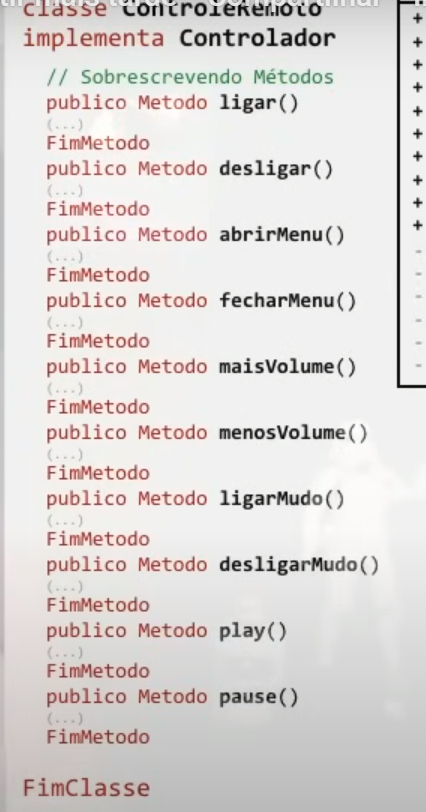 classe ControleRemoto
implementa Controlador
// Sobrescrevendo Métodos
publico Metodo ligar()
(...)
FimMetodo
publico Metodo desligar()
(...)
FimMetodo
publico Metodo abrirMenu()
(...)
FimMetodo
publico Metodo fecharMenu()
(...)
FimMetodo
publico Metodo maisVolume()
(...)
FimMetodo
publico Metodo menosVolume()
(...)
FimMetodo
publico Metodo ligarMudo()
(...)
FimMetodo
publico Metodo desligarMudo()
(...)
FimMetodo
publico Metodo play()
(...)
FimMetodo
publico Metodo pause()
(...)
FimMetodo
FimClasse
+
+
+
+
+
+
+
+
+
+
-
-
-
-
-
-